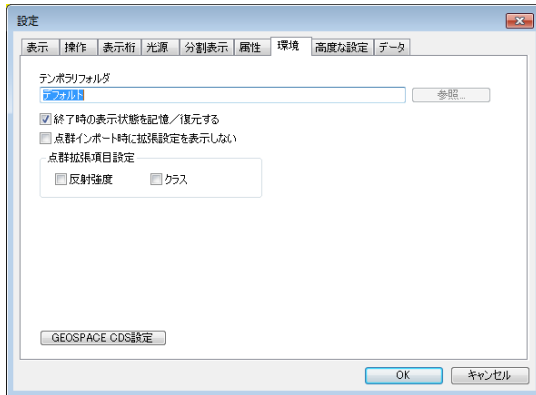 設定
表示 操作 表示桁 光源 分割表示 属性 環境 高度な設定 データ
テンポラリフォルダ
デフォルト 参照...
終了時の表示状態を記憶／復元する
点群インポート時に拡張設定を表示しない
点群拡張項目設定
反射強度 クラス
GEOSPACE CDS設定
OK キャンセル